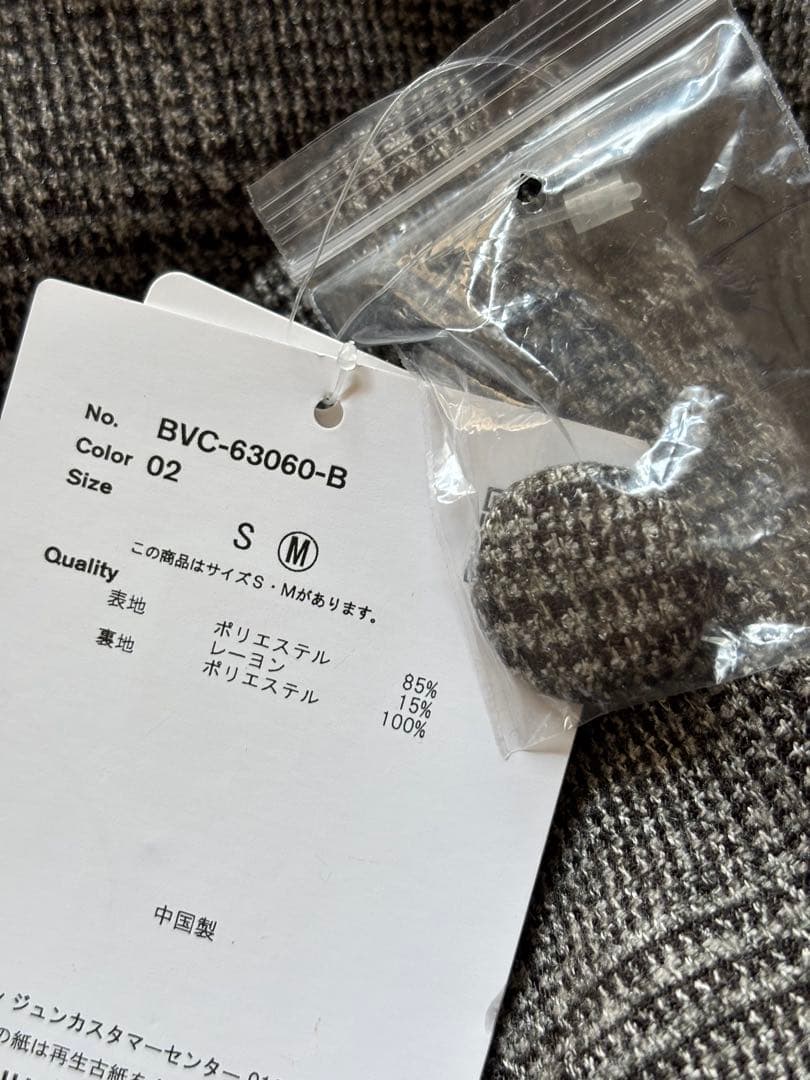 No. BVC-63060-B
Color 02
Size
S Ⓜ
この商品はサイズS・Mがあります。
Quality
表地 ポリエステル 85%
レーヨン 15%
裏地 ポリエステル 100%
中国製
ジュンカスタマーセンター
の紙は再生古紙を